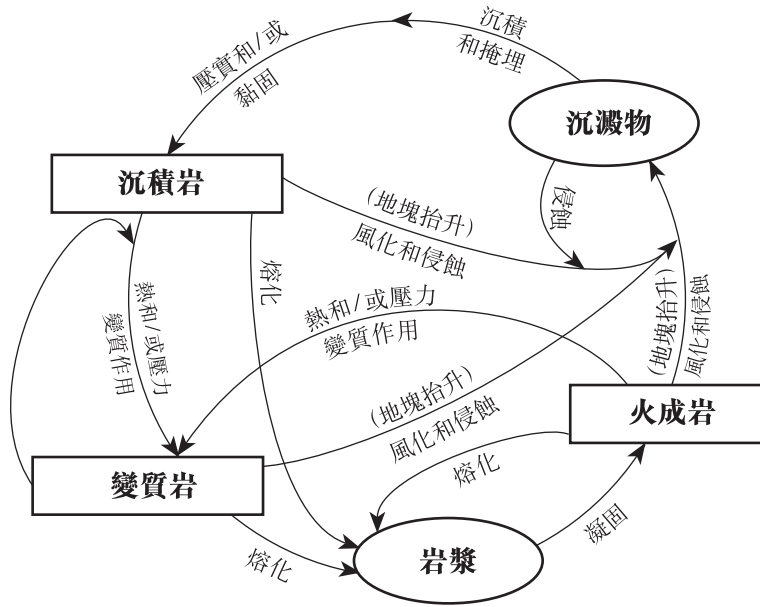 沉積
和掩埋
壓實和/或
黏固
沉澱物
沉積岩
侵蝕
(地塊抬升)
風化和侵蝕
熔化
熱和/或壓力
變質作用
熱和/或壓力
變質作用
(地塊抬升)
風化和侵蝕
(地塊抬升)
風化和侵蝕
火成岩
變質岩
熔化
熔化
凝固
岩漿